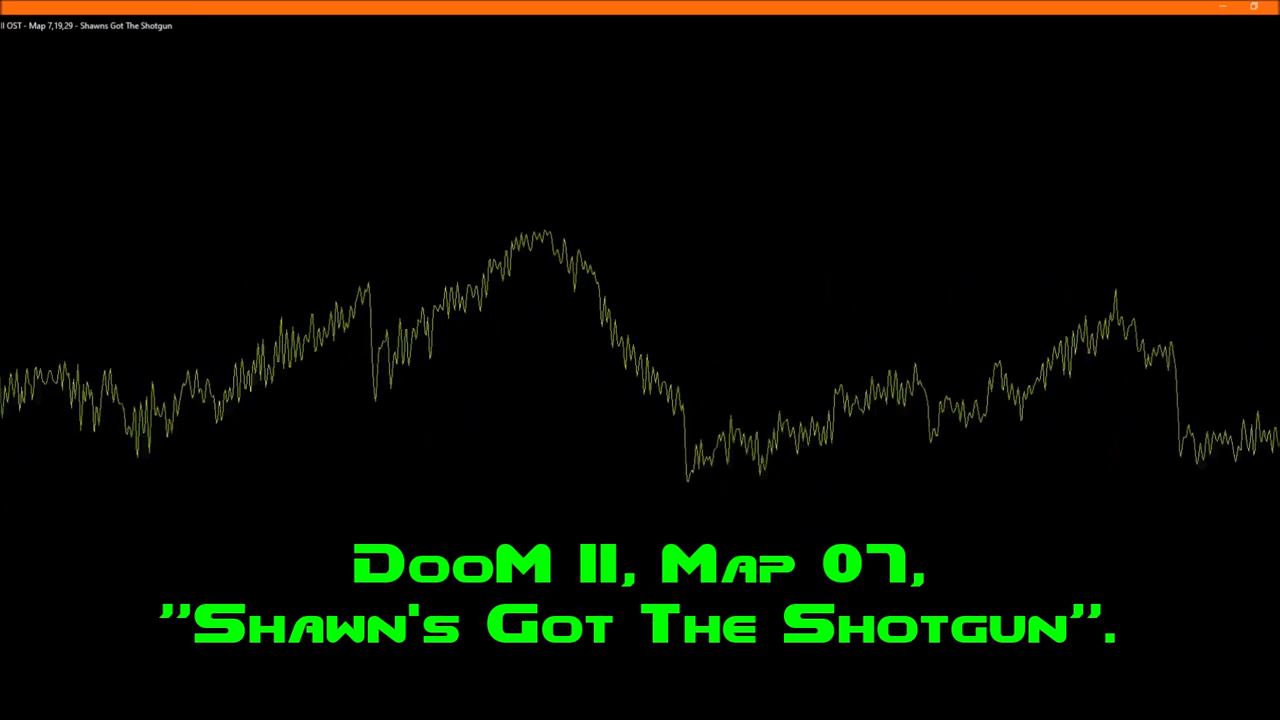 II OST - Map 7,19,29 - Shawns Got The Shotgun
DooM II, Map 07,
"Shawn's Got The Shotgun".